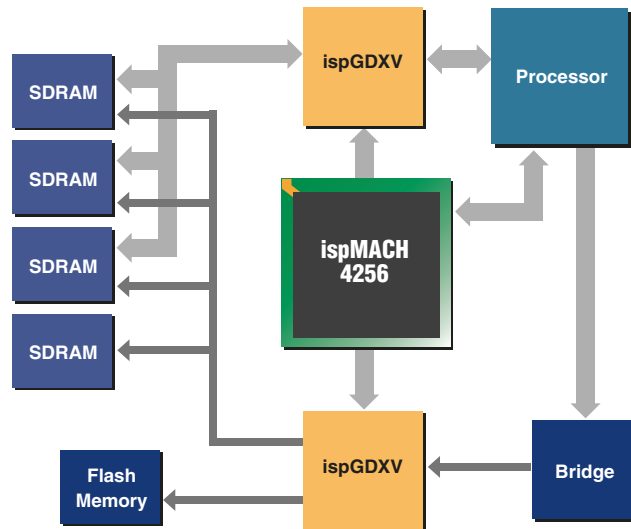 ispGDXV
Processor
SDRAM
SDRAM
SDRAM
SDRAM
ispMACH
4256
ispGDXV
Bridge
Flash
Memory